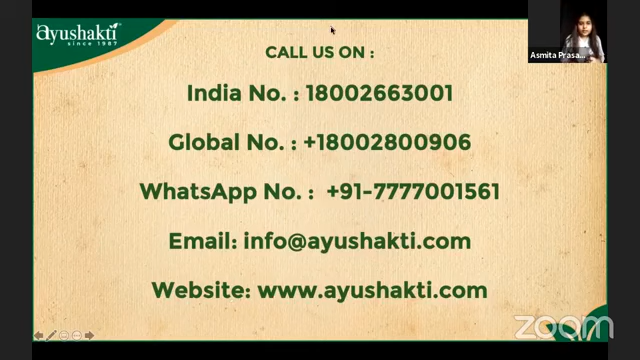 ayushakti
since 1987
Asmita Prasa...
CALL US ON :
India No. : 18002663001
Global No. : +18002800906
WhatsApp No. : +91-7777001561
Email: info@ayushakti.com
Website: www.ayushakti.com
zoom